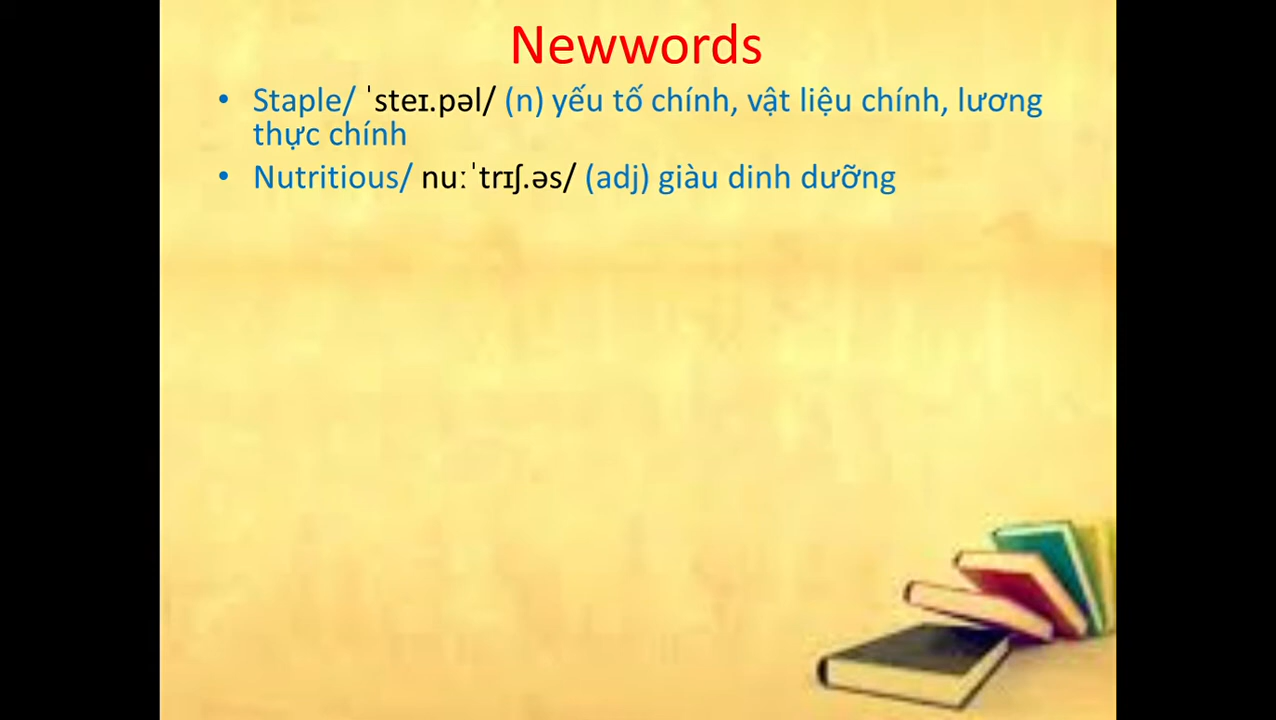 Newwords
• Staple/ ˈsteɪ.pəl/ (n) yếu tố chính, vật liệu chính, lương
thực chính
• Nutritious/ nuːˈtrɪʃ.əs/ (adj) giàu dinh dưỡng